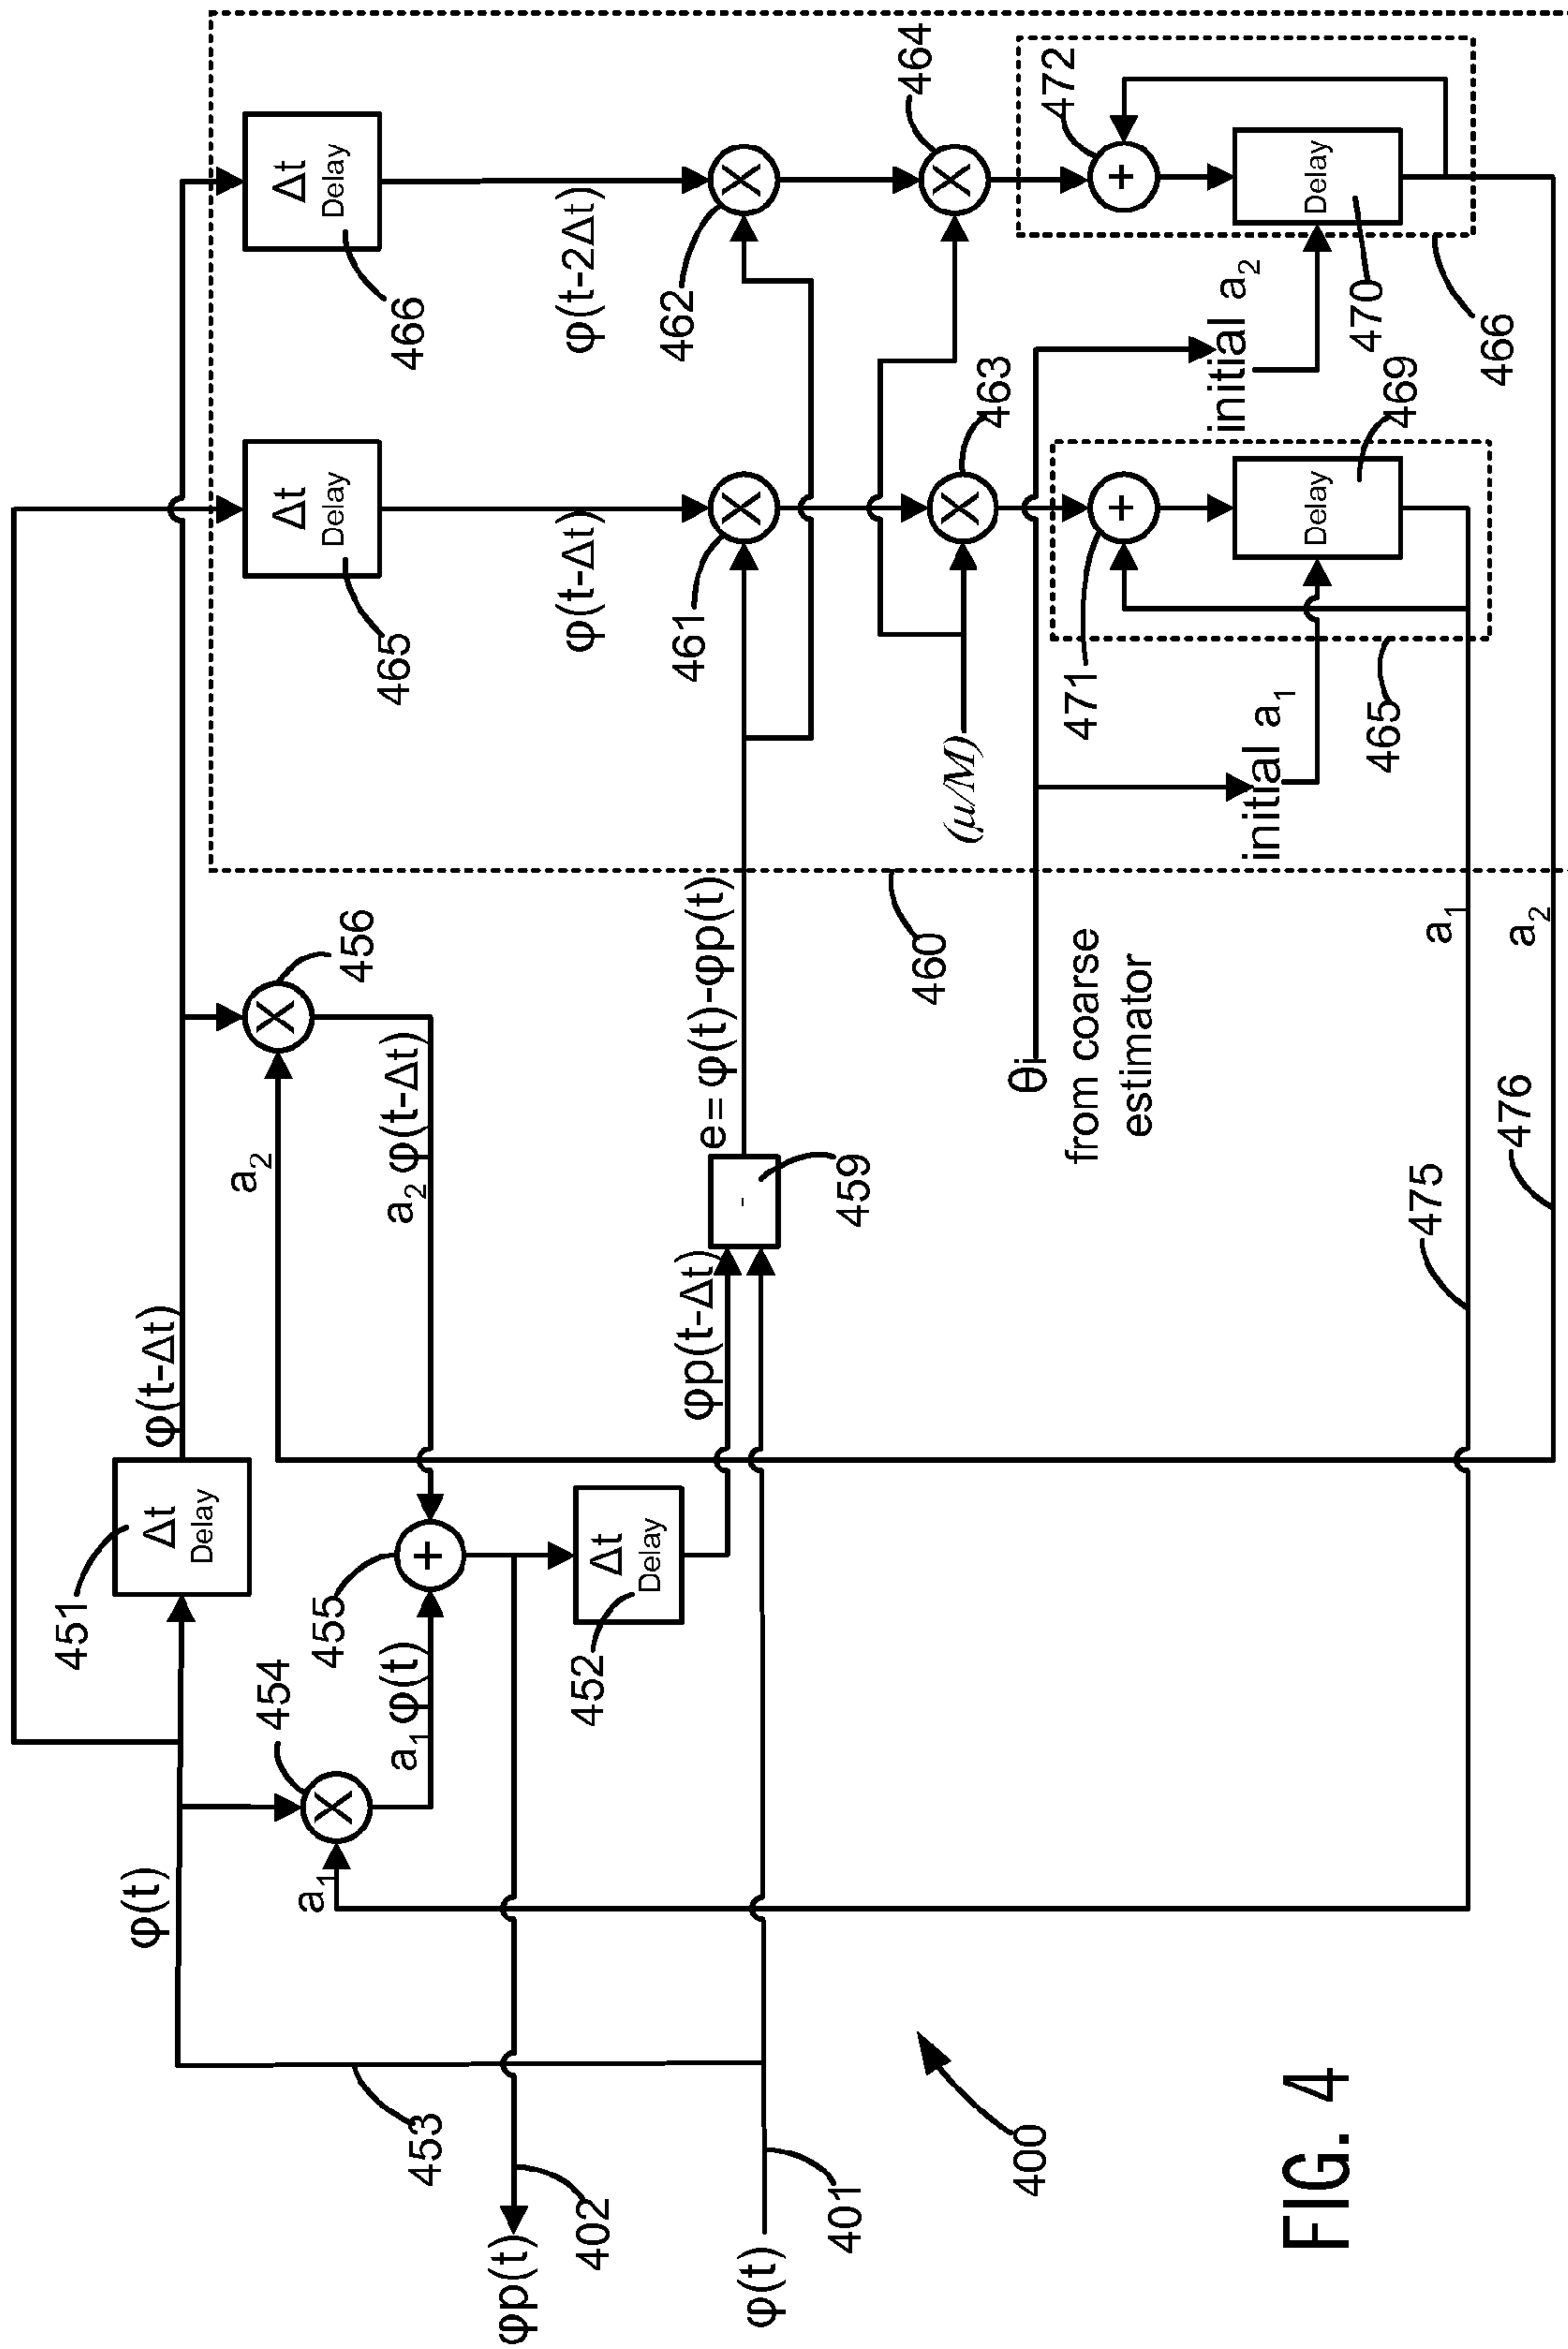 φ(t)
451
Δt
Delay
φ(t-Δt)
454
456
a₁
a₂
455
a₁ φ(t)
a₂ φ(t-Δt)
453
452
Δt
Delay
φp(t)
402
φp(t-Δt)
-
459
e= φ(t)-φp(t)
φ(t)
401
θi
from coarse
estimator
475
a₁
476
a₂
460
Δt
Delay
465
Δt
Delay
466
φ(t-Δt)
φ(t-2Δt)
461
462
463
464
(μ/M)
471
+
472
+
initial a₁
initial a₂
Delay
469
Delay
470
465
466
X
X
+
X
X
X
X
400
FIG. 4